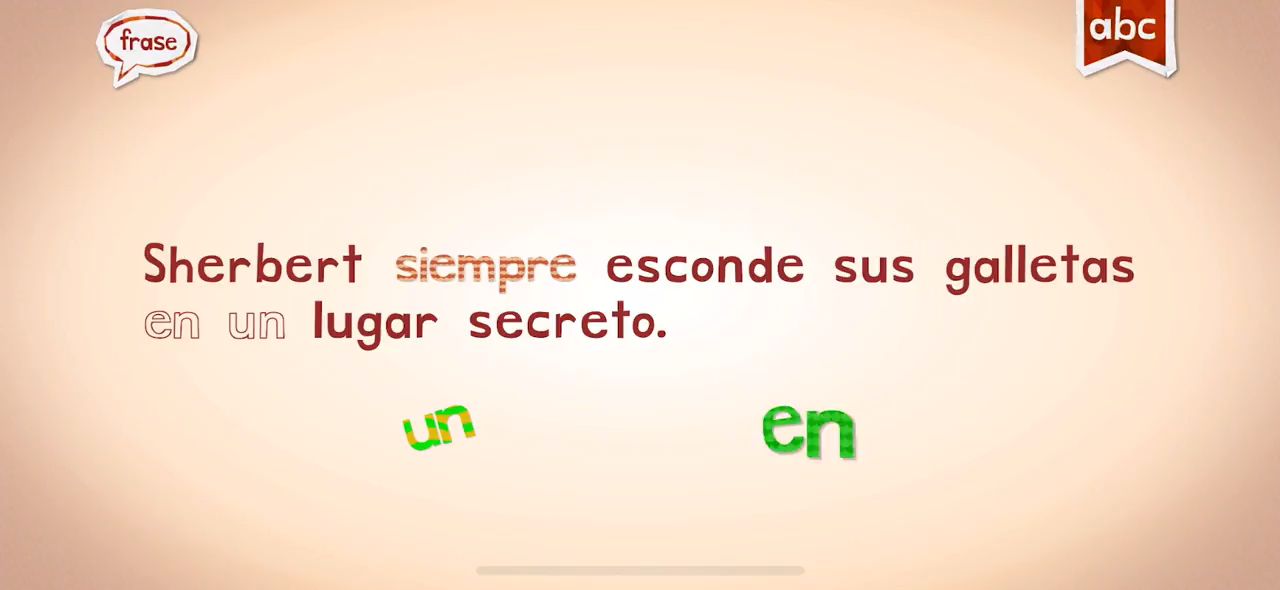 frase
abc
Sherbert siempre esconde sus galletas
en un lugar secreto.
un en